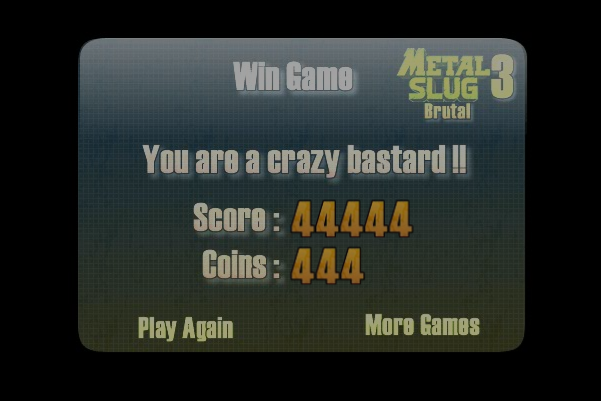 Win Game
METAL SLUG 3
Brutal
You are a crazy bastard !!
Score : 44444
Coins : 444
Play Again
More Games